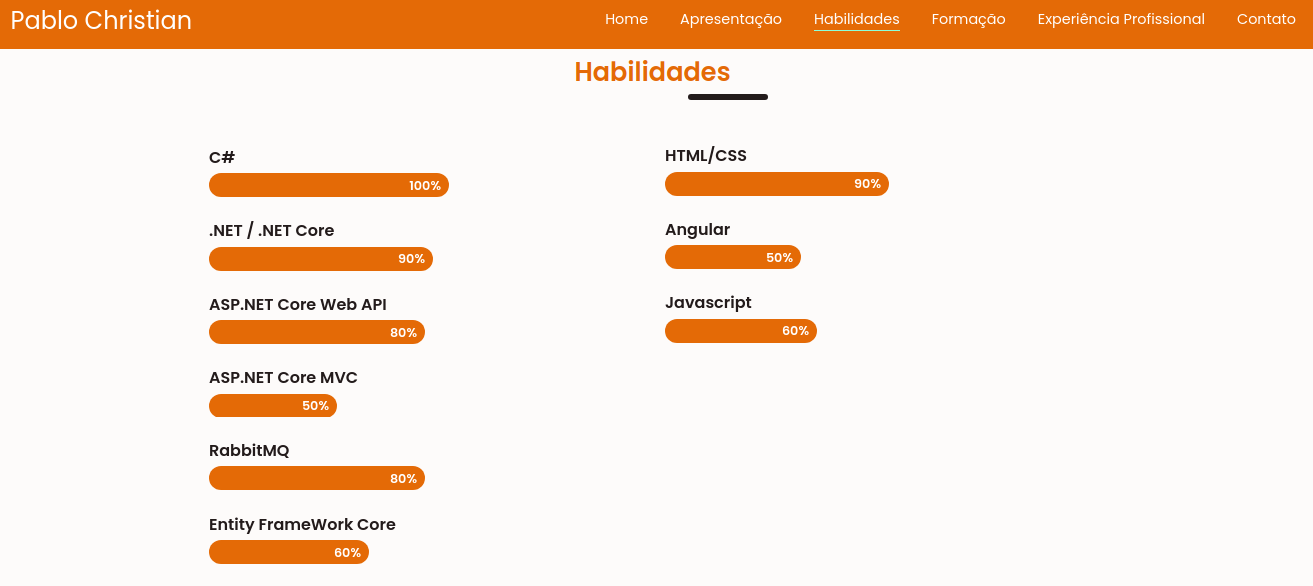 Pablo Christian
Home Apresentação Habilidades Formação Experiência Profissional Contato
Habilidades
C#
100%
.NET / .NET Core
90%
ASP.NET Core Web API
80%
ASP.NET Core MVC
50%
RabbitMQ
80%
Entity FrameWork Core
60%
HTML/CSS
90%
Angular
50%
Javascript
60%